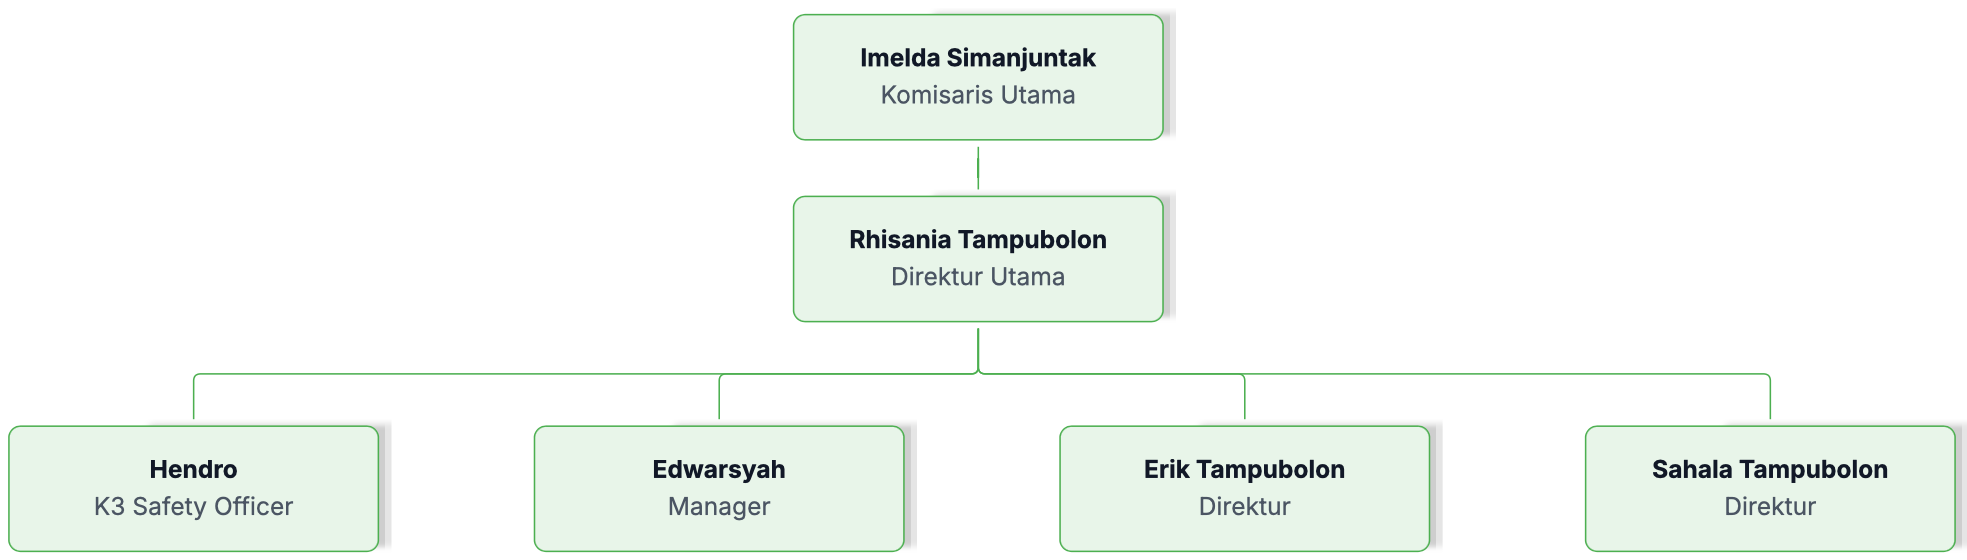 Imelda Simanjuntak
Komisaris Utama
Rhisania Tampubolon
Direktur Utama
Hendro
K3 Safety Officer
Edwarsyah
Manager
Erik Tampubolon
Direktur
Sahala Tampubolon
Direktur